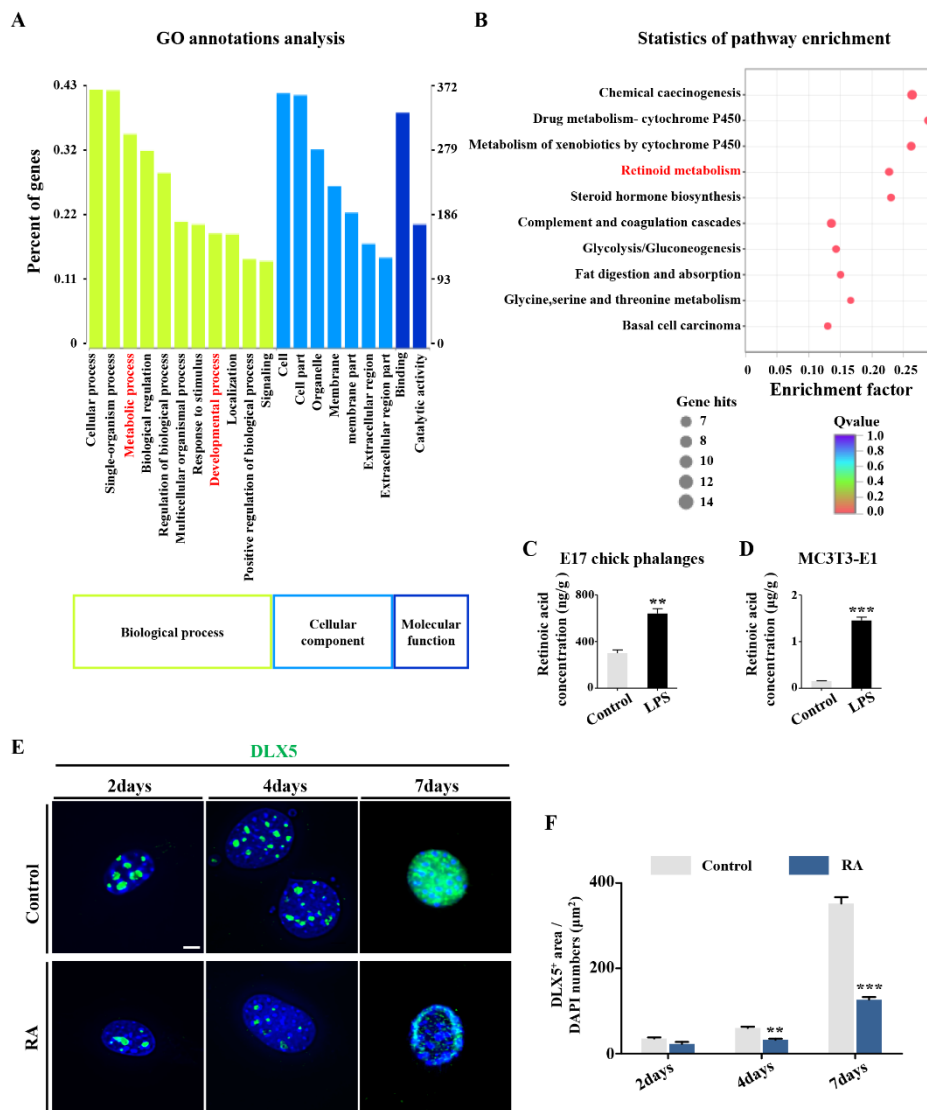 A
GO annotations analysis
0.43
0.32
0.22
0.11
0
Percent of genes
372
279
186
93
0
Cellular process
Single-organism process
Metabolic process
Biological regulation
Regulation of biological process
Multicellular organismal process
Response to stimulus
Developmental process
Localization
Positive regulation of biological process
Signaling
Cell
Cell part
Organelle
Membrane
membrane part
Extracellular region
Extracellular region part
Binding
Catalytic activity
Biological process
Cellular
component
Molecular
function
B
Statistics of pathway enrichment
Chemical caecinogenesis
Drug metabolism- cytochrome P450
Metabolism of xenobiotics by cytochrome P450
Retinoid metabolism
Steroid hormone biosynthesis
Complement and coagulation cascades
Glycolysis/Gluconeogenesis
Fat digestion and absorption
Glycine,serine and threonine metabolism
Basal cell carcinoma
0.00 0.05 0.10 0.15 0.20 0.25
Enrichment factor
Gene hits
7
8
10
12
14
Qvalue
1.0
0.8
0.6
0.4
0.2
0.0
C
E17 chick phalanges
Retinoic acid
concentration (ng/g )
800
400
0
**
Control
LPS
D
MC3T3-E1
Retinoic acid
concentration (μg/g )
2
1
0
***
Control
LPS
E
DLX5
2days 4days 7days
Control
RA
F
Control RA
DLX5⁺ area /
DAPI numbers (μm²)
400
200
0
**
***
2days
4days
7days